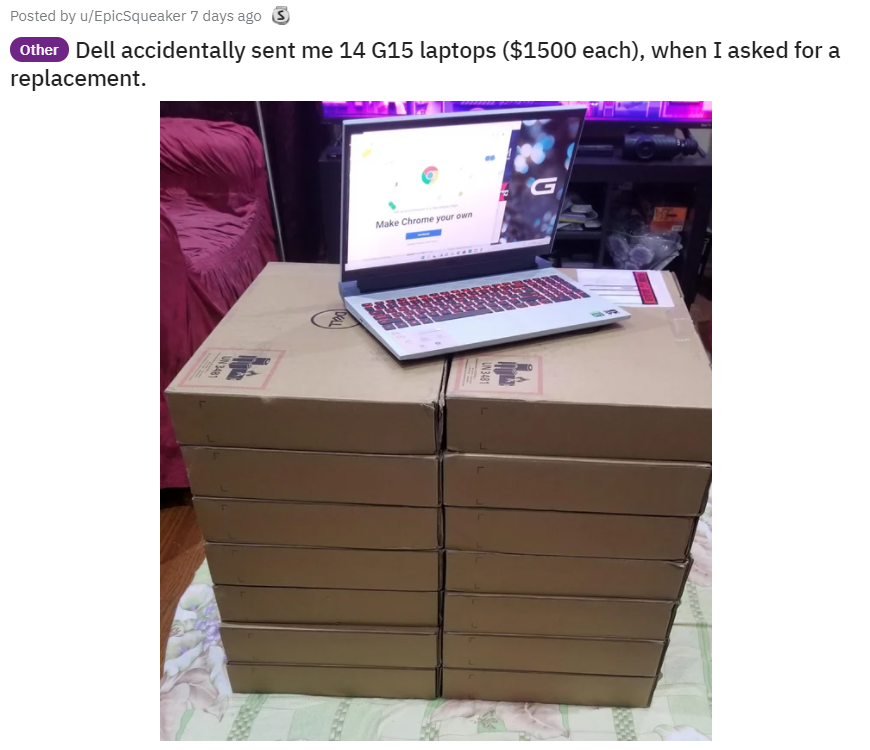 Posted by u/EpicSqueaker 7 days ago
Other Dell accidentally sent me 14 G15 laptops ($1500 each), when I asked for a
replacement.
Make Chrome your own
DELL
UN 3481
UN 3481